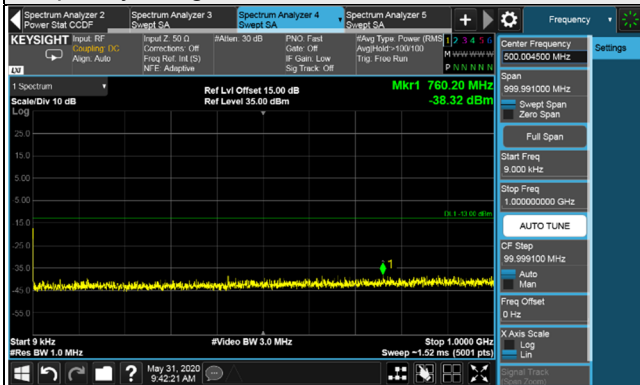 Spectrum Analyzer 2
Power Stat CCDF
Spectrum Analyzer 3
Swept SA
Spectrum Analyzer 4
Swept SA
Spectrum Analyzer 5
Swept SA
+
Frequency
KEYSIGHT
Input: RF
Coupling: DC
Align: Auto
Input Z: 50 Ω
Corrections: Off
Freq Ref: Int (S)
NFE: Adaptive
#Atten: 30 dB
PNO: Fast
Gate: Off
IF Gain: Low
Sig Track: Off
#Avg Type: Power (RMS)
Avg|Hold:>100/100
Trig: Free Run
1 2 3 4 5 6
M W W W W W
P N N N N N
LXI
1 Spectrum
Scale/Div 10 dB
Ref Lvl Offset 15.00 dB
Ref Level 35.00 dBm
Mkr1 760.20 MHz
-38.32 dBm
Log
25.0
15.0
5.00
-5.00
-15.0
DL1 -13.00 dBm
-25.0
-35.0
1
-45.0
-55.0
Start 9 kHz
#Res BW 1.0 MHz
#Video BW 3.0 MHz
Stop 1.0000 GHz
Sweep ~1.52 ms (5001 pts)
Center Frequency
500.004500 MHz
Settings
Span
999.991000 MHz
Swept Span
Zero Span
Full Span
Start Freq
9.000 kHz
Stop Freq
1.000000000 GHz
AUTO TUNE
CF Step
99.999100 MHz
Auto
Man
Freq Offset
0 Hz
X Axis Scale
Log
Lin
Signal Track
(Span Zoom)
?
May 31, 2020
9:42:21 AM